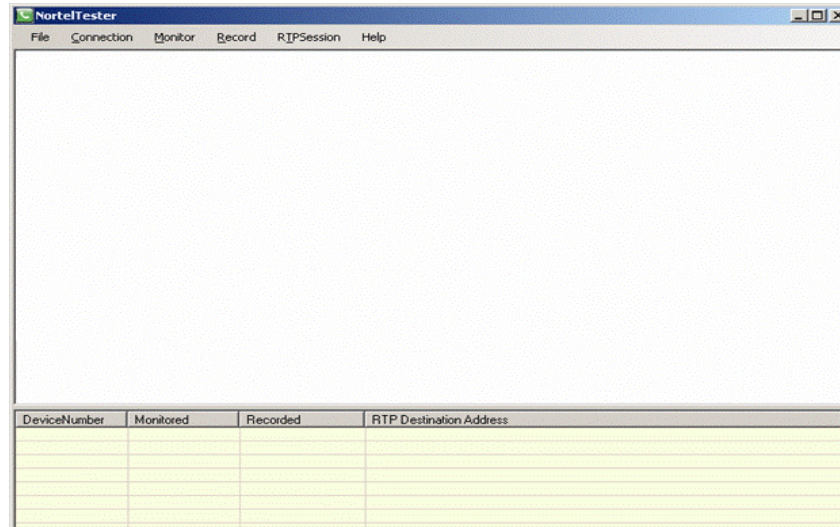 NortelTester
File Connection Monitor Record RTPSession Help
DeviceNumber Monitored Recorded RTP Destination Address